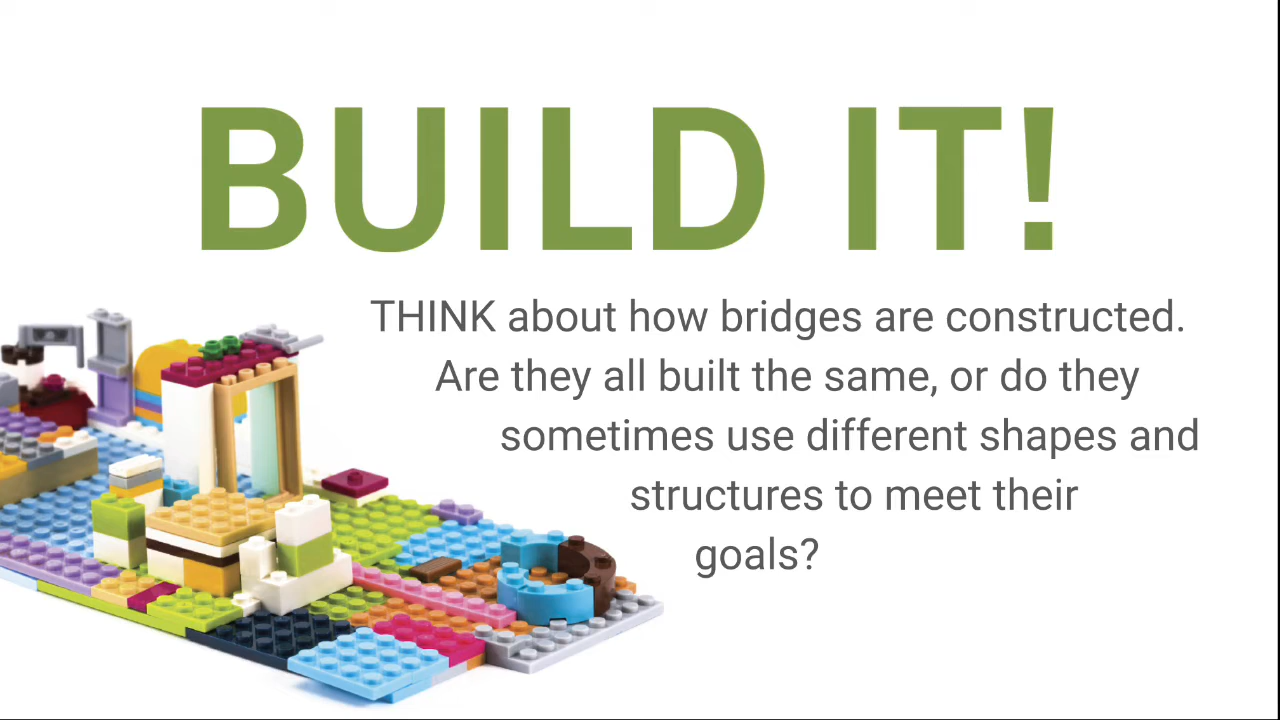 BUILD IT!
THINK about how bridges are constructed.
Are they all built the same, or do they
sometimes use different shapes and
structures to meet their
goals?